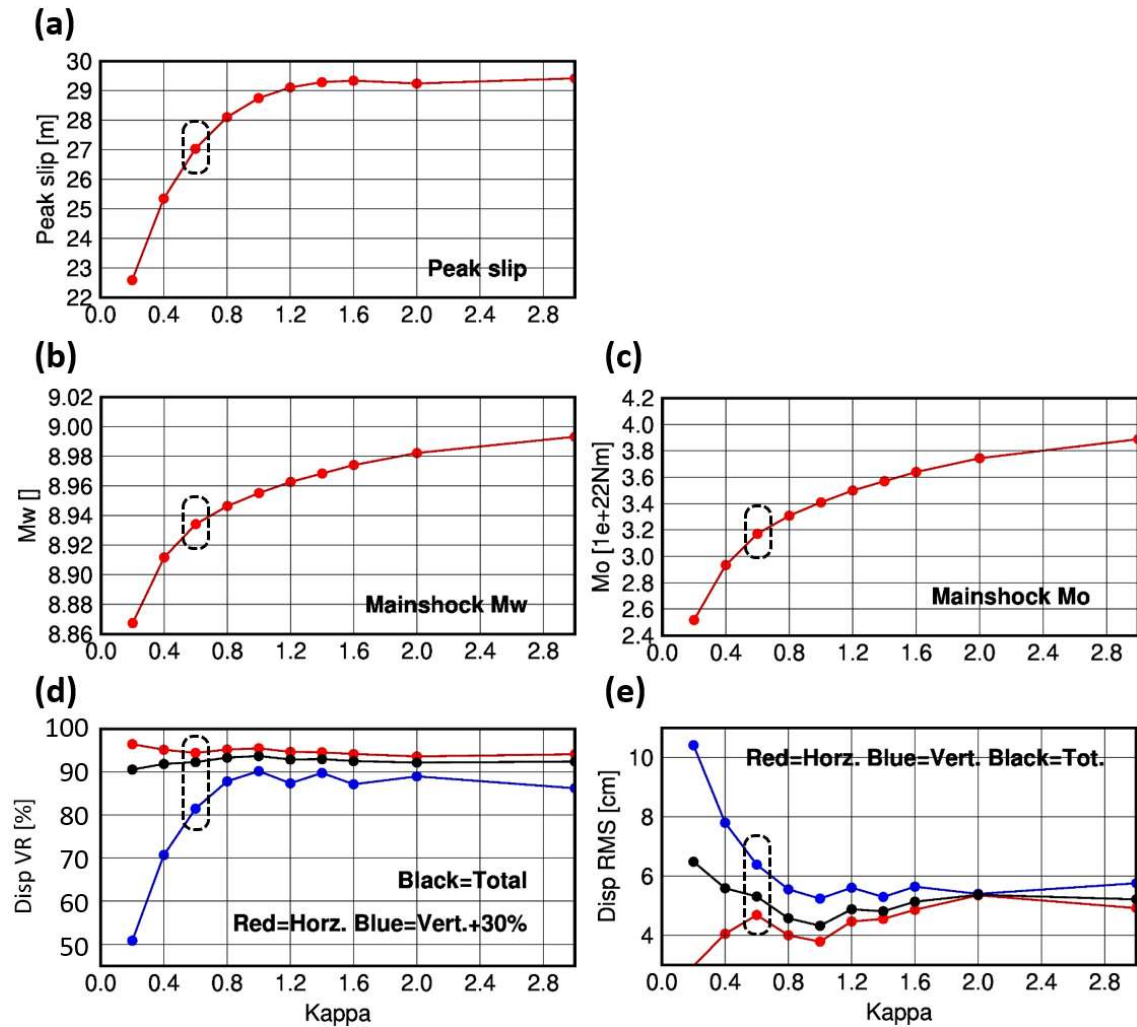 (a)
30
29
28
27
26
25
24
23
22
Peak slip [m]
Peak slip
0.0 0.4 0.8 1.2 1.6 2.0 2.4 2.8
(b)
9.02
9.00
8.98
8.96
8.94
8.92
8.90
8.88
8.86
Mw []
Mainshock Mw
0.0 0.4 0.8 1.2 1.6 2.0 2.4 2.8
(c)
4.2
4.0
3.8
3.6
3.4
3.2
3.0
2.8
2.6
2.4
Mo [1e+22Nm]
Mainshock Mo
0.0 0.4 0.8 1.2 1.6 2.0 2.4 2.8
(d)
100
90
80
70
60
50
Disp VR [%]
Black=Total
Red=Horz. Blue=Vert.+30%
0.0 0.4 0.8 1.2 1.6 2.0 2.4 2.8
Kappa
(e)
10
8
6
4
Disp RMS [cm]
Red=Horz. Blue=Vert. Black=Tot.
0.0 0.4 0.8 1.2 1.6 2.0 2.4 2.8
Kappa